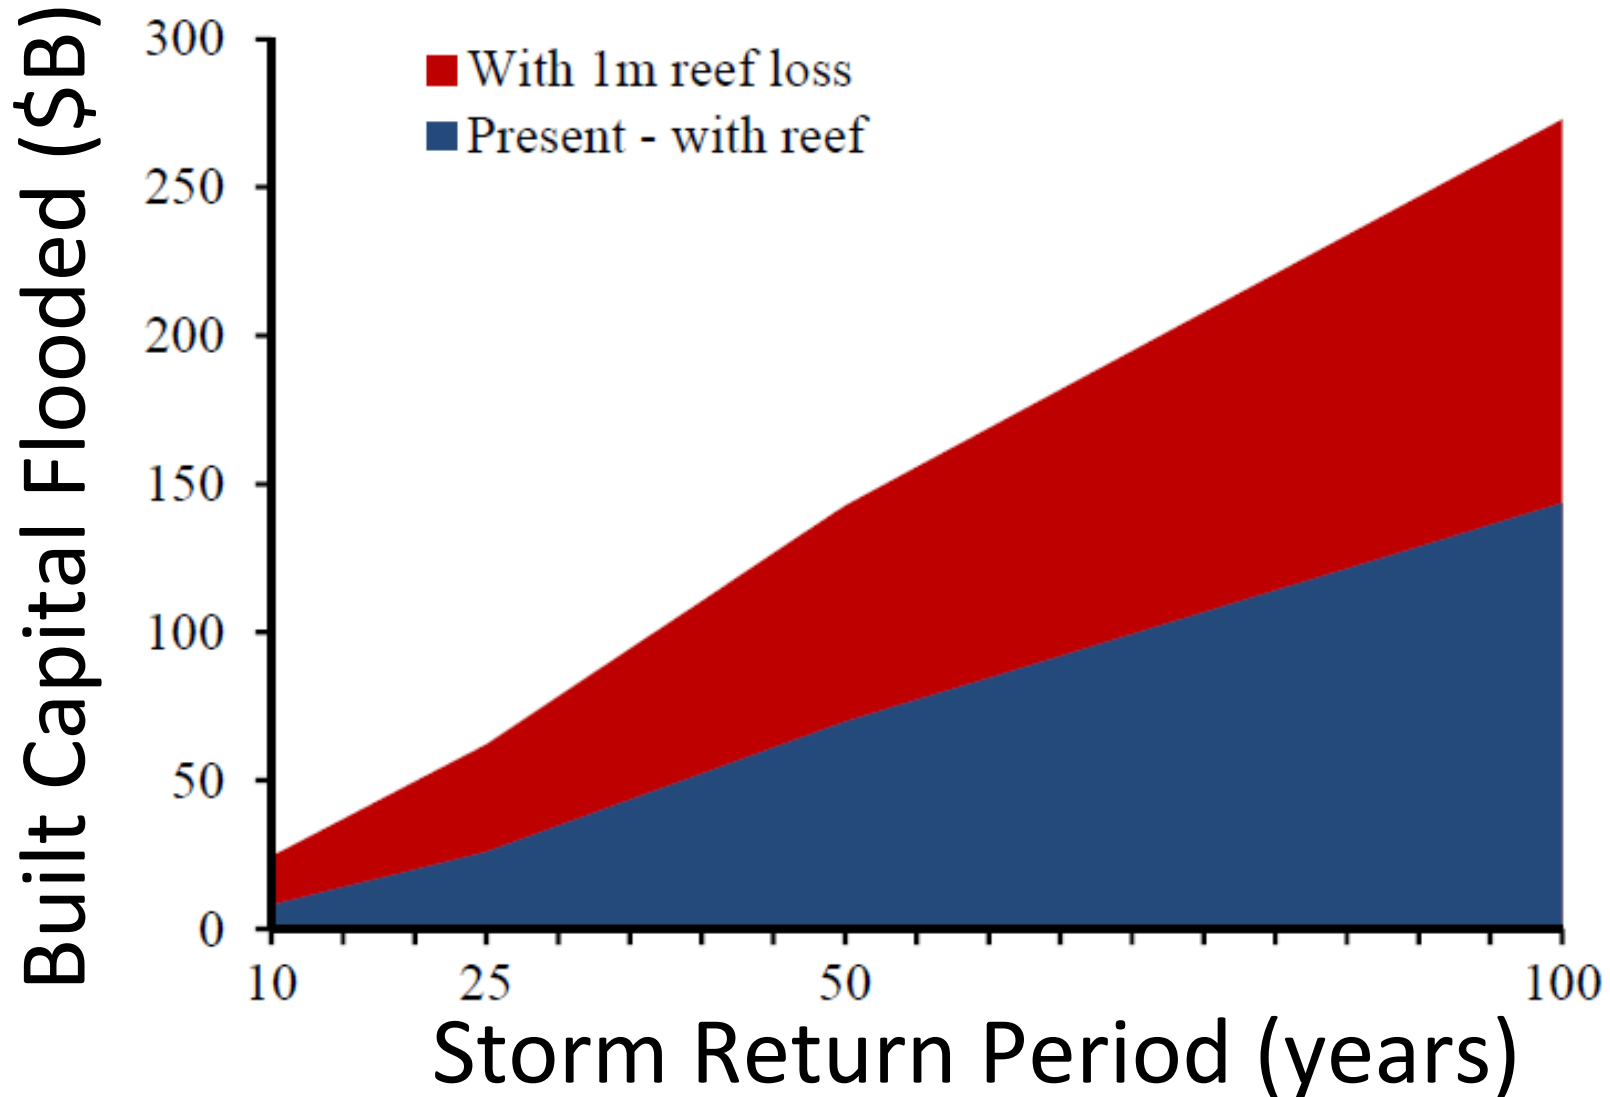 Built Capital Flooded ($B)
300
250
200
150
100
50
0
With 1m reef loss
Present - with reef
10 25 50 100
Storm Return Period (years)